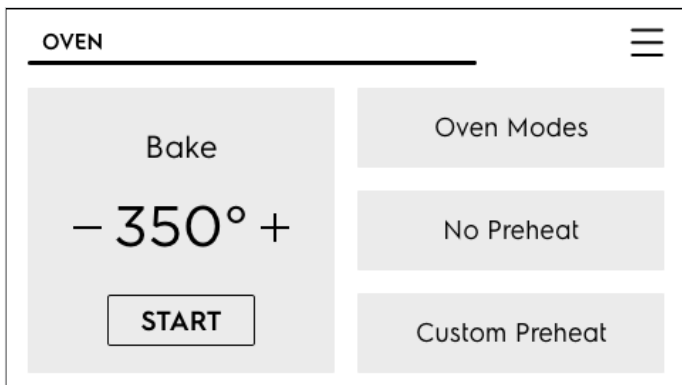 OVEN
Bake
− 350° +
START
Oven Modes
No Preheat
Custom Preheat